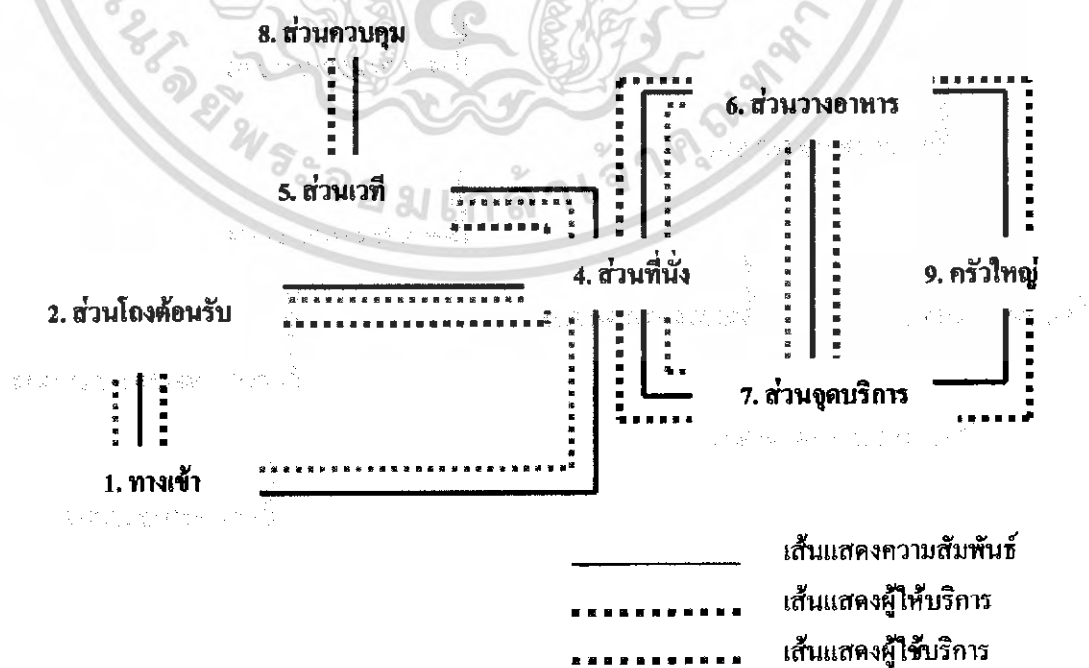 8. ส่วนควบคุม
6. ส่วนวางอาหาร
5. ส่วนเวที
4. ส่วนที่นั่ง
9. ครัวใหญ่
2. ส่วนโถงต้อนรับ
7. ส่วนจุดบริการ
1. ทางเข้า
เส้นแสดงความสัมพันธ์
เส้นแสดงผู้ให้บริการ
เส้นแสดงผู้ใช้บริการ